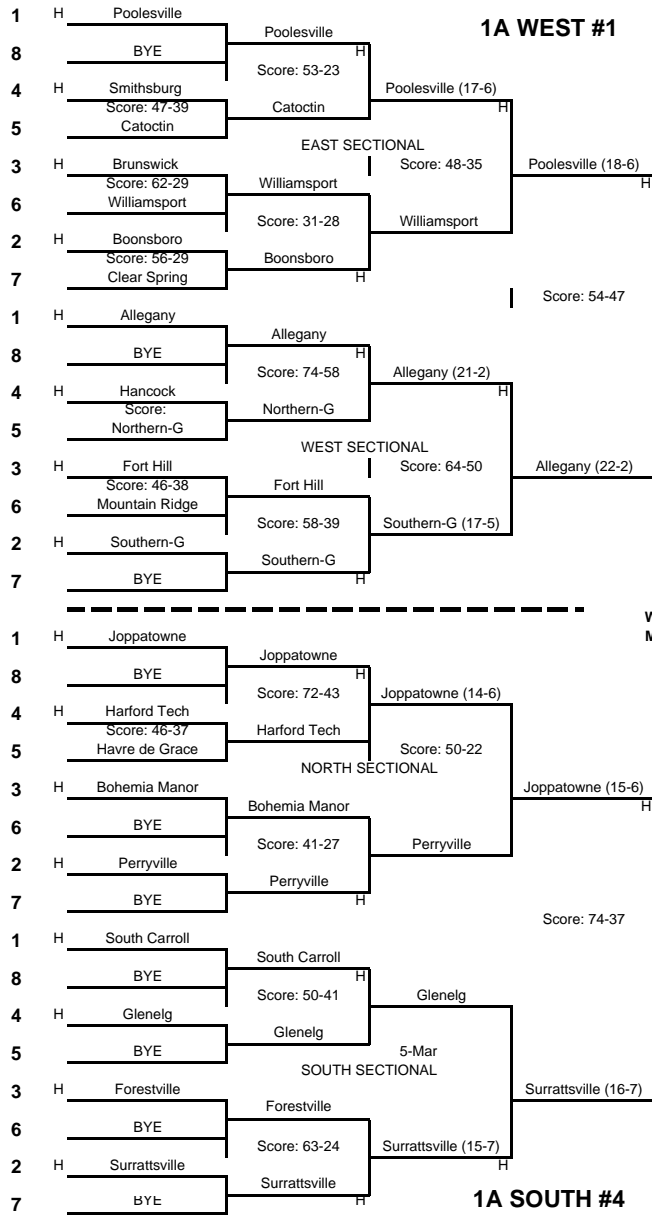 1A WEST #1
1 H Poolesville
Poolesville
8 BYE
H
Score: 53-23
4 H Smithsburg
Poolesville (17-6)
Score: 47-39
Catoctin
H
5 Catoctin
EAST SECTIONAL
3 H Brunswick
Score: 48-35
Poolesville (18-6)
Score: 62-29
Williamsport
H
6 Williamsport
Score: 31-28
Williamsport
2 H Boonsboro
Score: 56-29
Boonsboro
7 Clear Spring
H
Score: 54-47
1 H Allegany
Allegany
8 BYE
H
Score: 74-58
Allegany (21-2)
4 H Hancock
H
Score:
Northern-G
5 Northern-G
WEST SECTIONAL
3 H Fort Hill
Score: 64-50
Allegany (22-2)
Score: 46-38
Fort Hill
6 Mountain Ridge
Score: 58-39
Southern-G (17-5)
2 H Southern-G
Southern-G
7 BYE
H
W
1 H Joppatowne
M
Joppatowne
8 BYE
H
Score: 72-43
Joppatowne (14-6)
4 H Harford Tech
Score: 46-37
Harford Tech
5 Havre de Grace
Score: 50-22
NORTH SECTIONAL
3 H Bohemia Manor
Joppatowne (15-6)
Bohemia Manor
H
6 BYE
Score: 41-27
Perryville
2 H Perryville
Perryville
7 BYE
H
Score: 74-37
1 H South Carroll
South Carroll
8 BYE
H
Score: 50-41
Glenelg
4 H Glenelg
Glenelg
5 BYE
5-Mar
SOUTH SECTIONAL
3 H Forestville
Surrattsville (16-7)
Forestville
6 BYE
Score: 63-24
Surrattsville (15-7)
2 H Surrattsville
H
Surrattsville
7 BYE
H
1A SOUTH #4